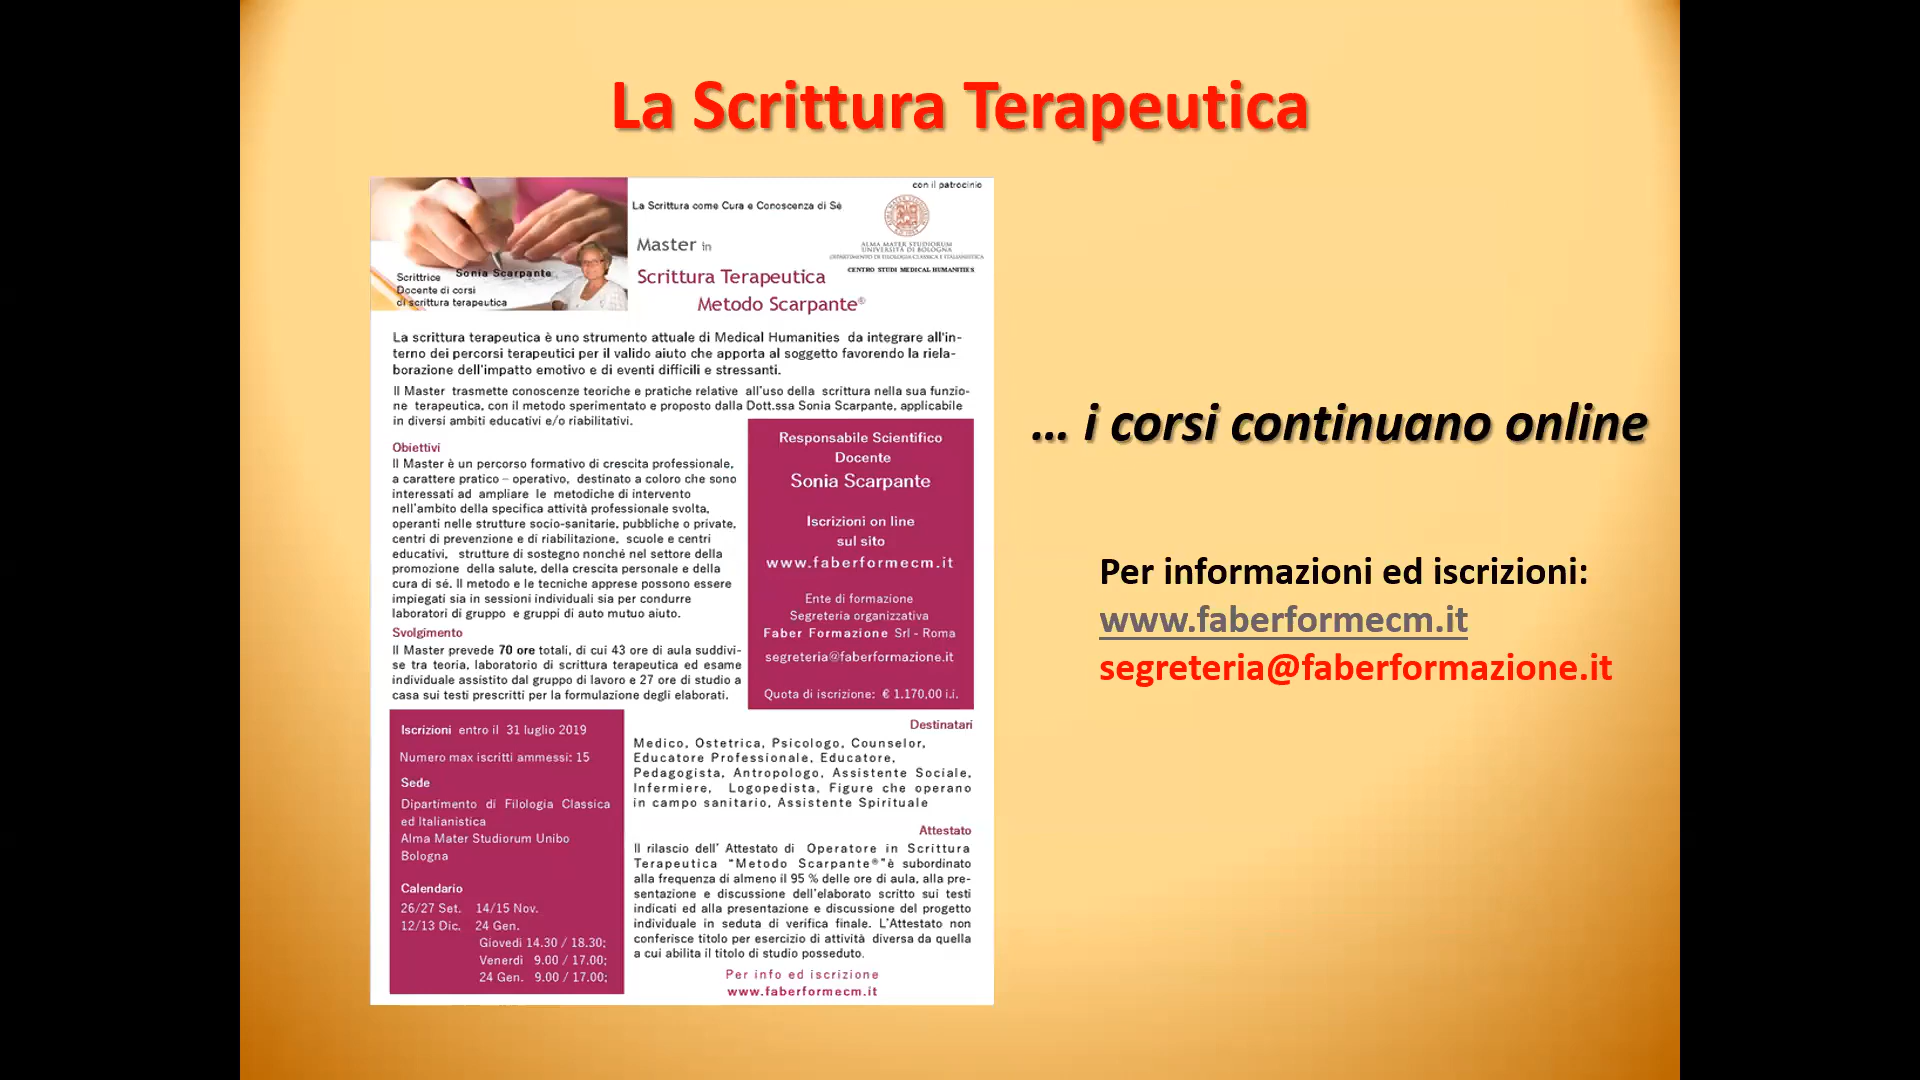 La Scrittura Terapeutica
con il patrocinio
La Scrittura come Cura e Conoscenza di Sé
Master in
Scrittura Terapeutica
Metodo Scarpante®
ALMA MATER STUDIORUM
UNIVERSITÀ DI BOLOGNA
DIPARTIMENTO DI FILOLOGIA CLASSICA E ITALIANISTICA
CENTRO STUDI MEDICAL HUMANITIES
Scrittrice Sonia Scarpante
Docente di corsi
di scrittura terapeutica
La scrittura terapeutica è uno strumento attuale di Medical Humanities da integrare all'in-
terno dei percorsi terapeutici per il valido aiuto che apporta al soggetto favorendo la riela-
borazione dell'impatto emotivo e di eventi difficili e stressanti.
Il Master trasmette conoscenze teoriche e pratiche relative all'uso della scrittura nella sua funzio-
ne terapeutica, con il metodo sperimentato e proposto dalla Dott.ssa Sonia Scarpante, applicabile
in diversi ambiti educativi e/o riabilitativi.
Obiettivi
Il Master è un percorso formativo di crescita professionale,
a carattere pratico – operativo, destinato a coloro che sono
interessati ad ampliare le metodiche di intervento
nell'ambito della specifica attività professionale svolta,
operanti nelle strutture socio-sanitarie, pubbliche o private,
centri di prevenzione e di riabilitazione, scuole e centri
educativi, strutture di sostegno nonché nel settore della
promozione della salute, della crescita personale e della
cura di sé. Il metodo e le tecniche apprese possono essere
impiegati sia in sessioni individuali sia per condurre
laboratori di gruppo e gruppi di auto mutuo aiuto.
Svolgimento
Il Master prevede 70 ore totali, di cui 43 ore di aula suddivi-
se tra teoria, laboratorio di scrittura terapeutica ed esame
individuale assistito dal gruppo di lavoro e 27 ore di studio a
casa sui testi prescritti per la formulazione degli elaborati.
Responsabile Scientifico
Docente
Sonia Scarpante
Iscrizioni on line
sul sito
www.faberformecm.it
Ente di formazione
Segreteria organizzativa
Faber Formazione Srl - Roma
segreteria@faberformazione.it
Quota di iscrizione: € 1.170,00 i.i.
Iscrizioni entro il 31 luglio 2019
Numero max iscritti ammessi: 15
Sede
Dipartimento di Filologia Classica
ed Italianistica
Alma Mater Studiorum Unibo
Bologna
Calendario
26/27 Set. 14/15 Nov.
12/13 Dic. 24 Gen.
Giovedì 14.30 / 18.30;
Venerdì 9.00 / 17.00;
24 Gen. 9.00 / 17.00;
Destinatari
Medico, Ostetrica, Psicologo, Counselor,
Educatore Professionale, Educatore,
Pedagogista, Antropologo, Assistente Sociale,
Infermiere, Logopedista, Figure che operano
in campo sanitario, Assistente Spirituale
Attestato
Il rilascio dell' Attestato di Operatore in Scrittura
Terapeutica “Metodo Scarpante®”è subordinato
alla frequenza di almeno il 95 % delle ore di aula, alla pre-
sentazione e discussione dell'elaborato scritto sui testi
indicati ed alla presentazione e discussione del progetto
individuale in seduta di verifica finale. L'Attestato non
conferisce titolo per esercizio di attività diversa da quella
a cui abilita il titolo di studio posseduto.
Per info ed iscrizione
www.faberformecm.it
... i corsi continuano online
Per informazioni ed iscrizioni:
www.faberformecm.it
segreteria@faberformazione.it